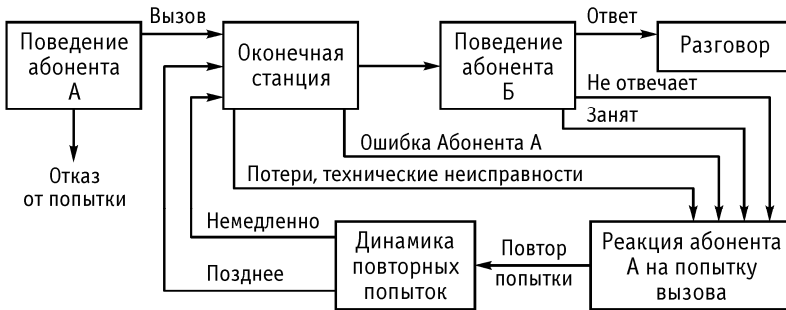 Вызов
Ответ
Поведение
абонента
А
Оконечная
станция
Поведение
абонента
Б
Разговор
Не отвечает
Занят
Ошибка Абонента А
Отказ
от попытки
Потери, технические неисправности
Немедленно
Позднее
Динамика
повторных
попыток
Повтор
попытки
Реакция абонента
А на попытку
вызова